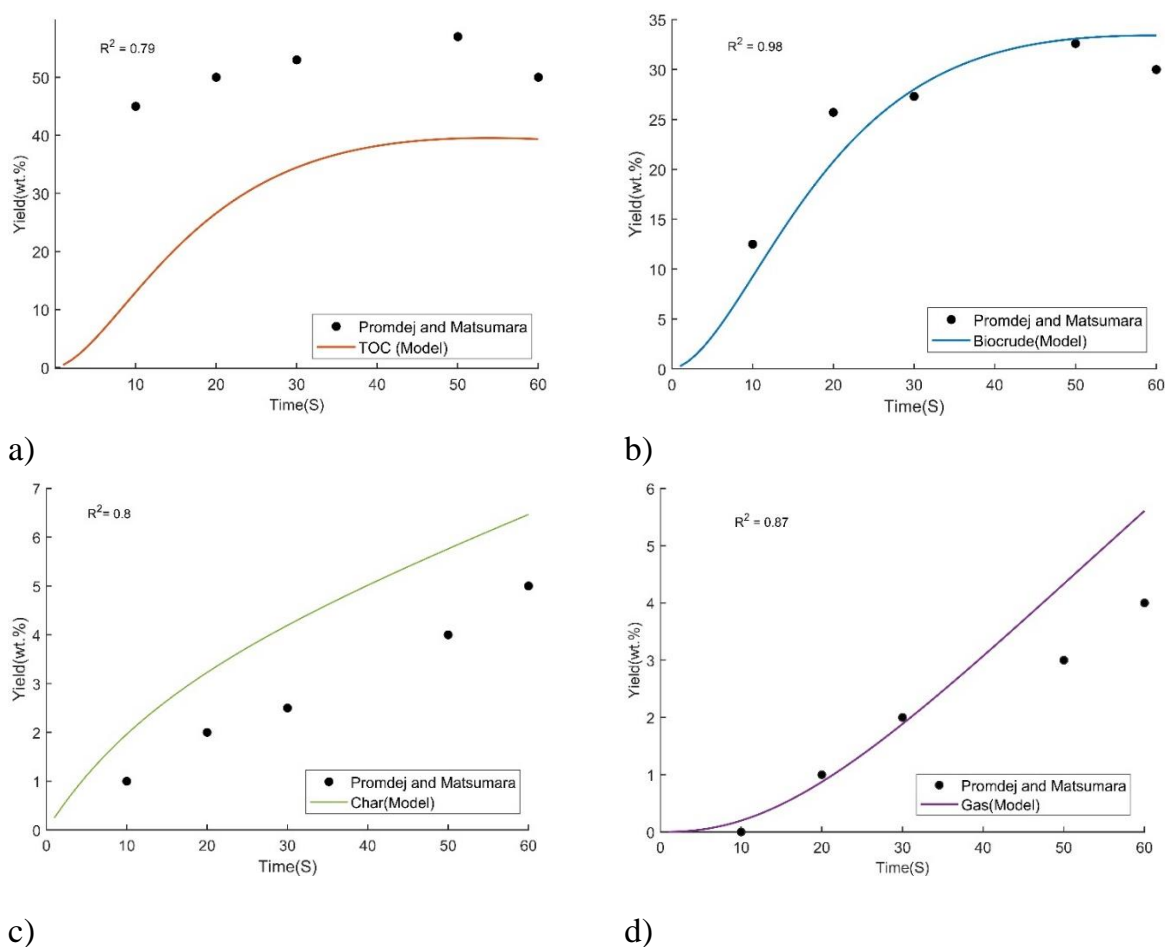 R² = 0.79
50
40
30
20
10
0
Yield(wt.%)
10 20 30 40 50 60
Time(S)
Promdej and Matsumara
TOC (Model)
a)
R² = 0.98
35
30
25
20
15
10
5
0
Yield(wt.%)
0 10 20 30 40 50 60
Time(S)
Promdej and Matsumara
Biocrude(Model)
b)
R²= 0.8
7
6
5
4
3
2
1
0
Yield(wt.%)
0 10 20 30 40 50 60
Time(S)
Promdej and Matsumara
Char(Model)
c)
R² = 0.87
6
5
4
3
2
1
0
Yield(wt.%)
0 10 20 30 40 50 60
Time(S)
Promdej and Matsumara
Gas(Model)
d)